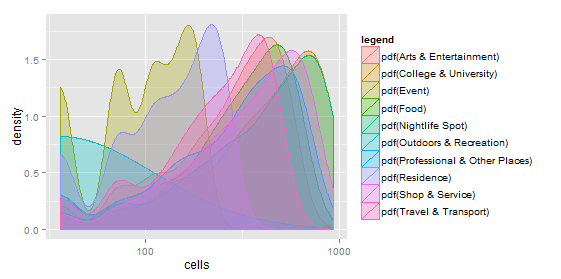 legend
pdf(Arts & Entertainment)
pdf(College & University)
pdf(Event)
pdf(Food)
pdf(Nightlife Spot)
pdf(Outdoors & Recreation)
pdf(Professional & Other Places)
pdf(Residence)
pdf(Shop & Service)
pdf(Travel & Transport)
density
1.5
1.0
0.5
0.0
100
1000
cells